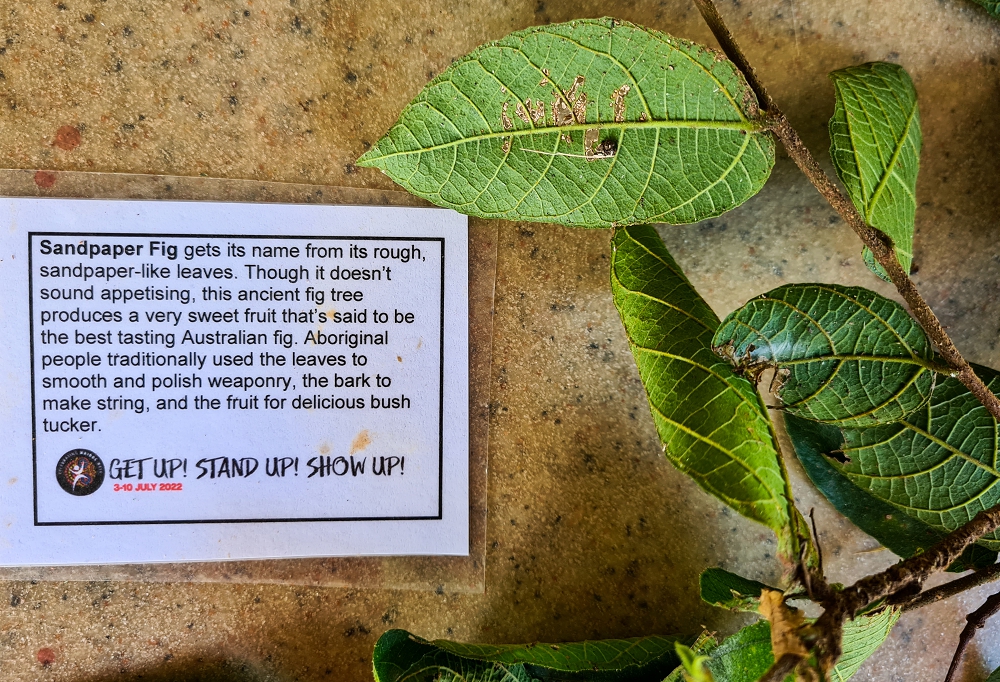 Sandpaper Fig gets its name from its rough,
sandpaper-like leaves. Though it doesn't
sound appetising, this ancient fig tree
produces a very sweet fruit that's said to be
the best tasting Australian fig. Aboriginal
people traditionally used the leaves to
smooth and polish weaponry, the bark to
make string, and the fruit for delicious bush
tucker.
GET UP! STAND UP! SHOW UP!
3-10 JULY 2022